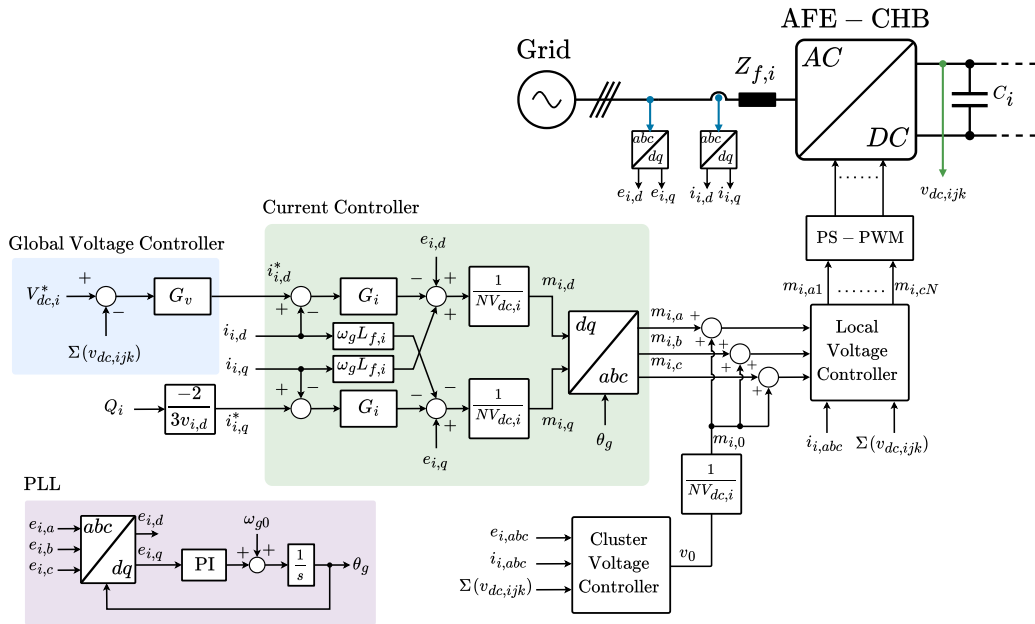 AFE − CHB
Grid
Z_{f,i}
AC
DC
C_i
abc
dq
abc
dq
e_{i,d} e_{i,q} i_{i,d} i_{i,q}
v_{dc,ijk}
PS − PWM
m_{i,a1} ........ m_{i,cN}
Current Controller
Global Voltage Controller
V^*_{dc,i}
+
−
G_v
Σ(v_{dc,ijk})
i^*_{i,d}
+
−
G_i
−
e_{i,d}
+
+
1
NV_{dc,i}
m_{i,d}
i_{i,d}
ω_g L_{f,i}
i_{i,q}
ω_g L_{f,i}
Q_i
−2
3v_{i,d}
i^*_{i,q}
+
−
G_i
−
−
+
e_{i,q}
1
NV_{dc,i}
m_{i,q}
dq
abc
θ_g
m_{i,a}
m_{i,b}
m_{i,c}
+
+
+
+
+
+
m_{i,0}
Local
Voltage
Controller
i_{i,abc} Σ(v_{dc,ijk})
1
NV_{dc,i}
v_0
e_{i,abc}
i_{i,abc}
Σ(v_{dc,ijk})
Cluster
Voltage
Controller
PLL
e_{i,a}
e_{i,b}
e_{i,c}
abc
dq
e_{i,d}
e_{i,q}
PI
ω_{g0}
+
+
1
s
θ_g